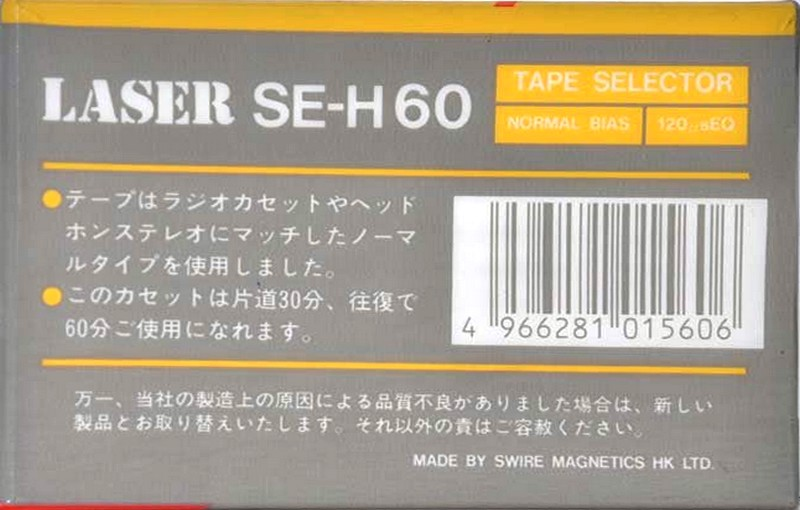 LASER SE-H60
TAPE SELECTOR
NORMAL BIAS 120μsEQ
●テープはラジオカセットやヘッド
ホンステレオにマッチしたノーマ
ルタイプを使用しました。
●このカセットは片道30分、往復で
60分ご使用になれます。
4 966281 015606
万一、当社の製造上の原因による品質不良がありました場合は、新しい
製品とお取り替えいたします。それ以外の責はご容赦ください。
MADE BY SWIRE MAGNETICS HK LTD.